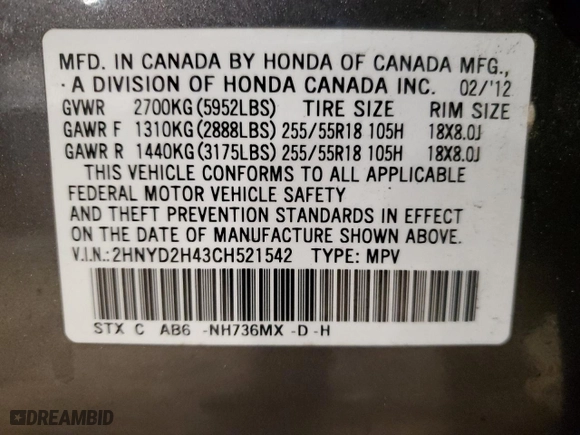 MFD. IN CANADA BY HONDA OF CANADA MFG.,
A DIVISION OF HONDA CANADA INC. 02/'12
GVWR 2700KG (5952LBS) TIRE SIZE RIM SIZE
GAWR F 1310KG (2888LBS) 255/55R18 105H 18X8.0J
GAWR R 1440KG (3175LBS) 255/55R18 105H 18X8.0J
THIS VEHICLE CONFORMS TO ALL APPLICABLE
FEDERAL MOTOR VEHICLE SAFETY
AND THEFT PREVENTION STANDARDS IN EFFECT
ON THE DATE OF MANUFACTURE SHOWN ABOVE.
V.I.N.:2HNYD2H43CH521542 TYPE: MPV
STX C AB6 -NH736MX -D -H
DREAMBID